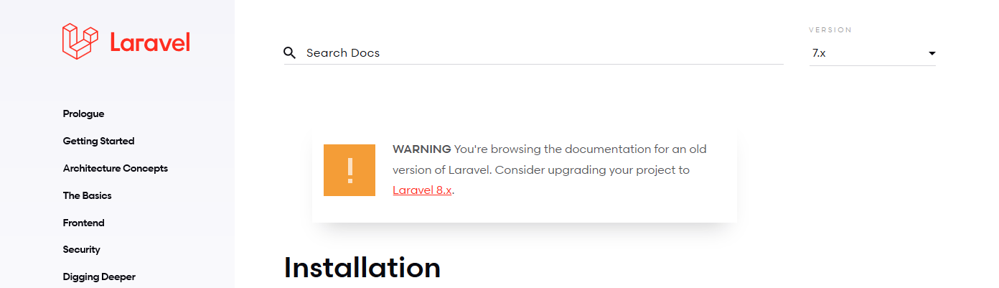 Laravel
Prologue
Getting Started
Architecture Concepts
The Basics
Frontend
Security
Digging Deeper
Search Docs
VERSION
7.x
WARNING You're browsing the documentation for an old
version of Laravel. Consider upgrading your project to
Laravel 8.x.
Installation